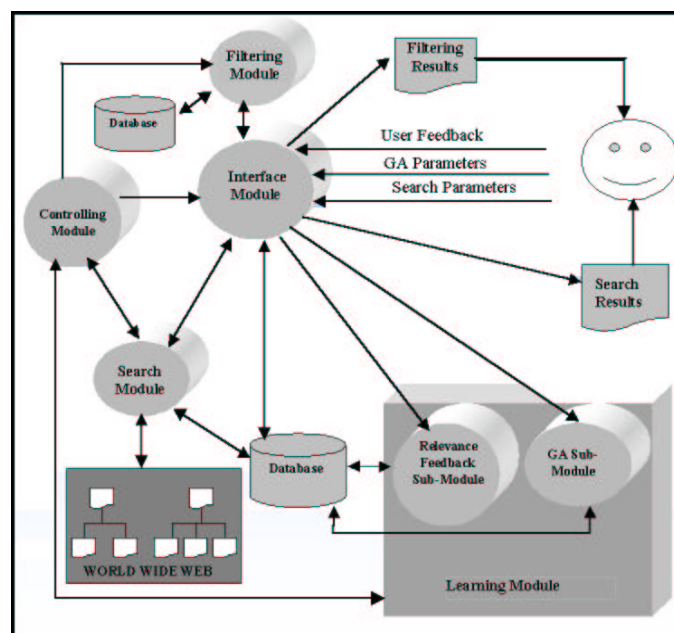 Filtering
Module
Filtering
Results
Database
User Feedback
Interface
Module
GA Parameters
Search Parameters
Controlling
Module
Search
Results
Search
Module
Relevance
Feedback
Sub-Module
GA Sub-
Module
Database
WORLD WIDE WEB
Learning Module